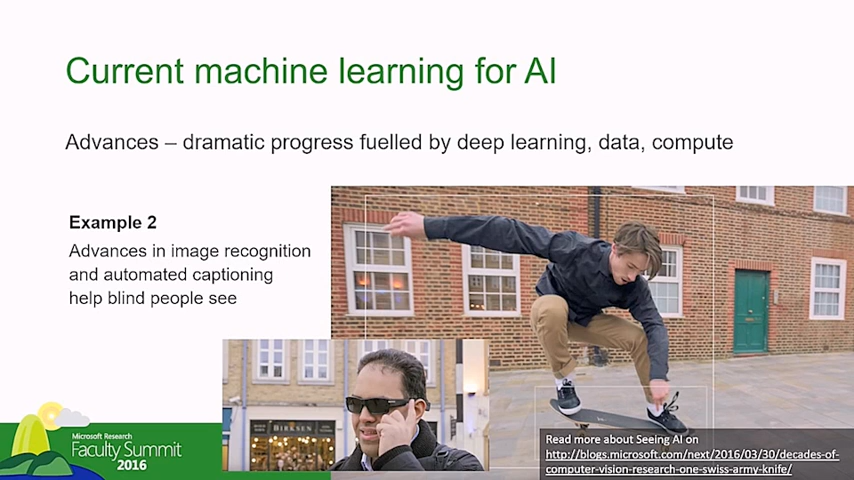 Current machine learning for AI
Advances – dramatic progress fuelled by deep learning, data, compute
Example 2
Advances in image recognition
and automated captioning
help blind people see
DIRKSEN
Microsoft Research
Faculty Summit
2016
Read more about Seeing AI on
http://blogs.microsoft.com/next/2016/03/30/decades-of-
computer-vision-research-one-swiss-army-knife/